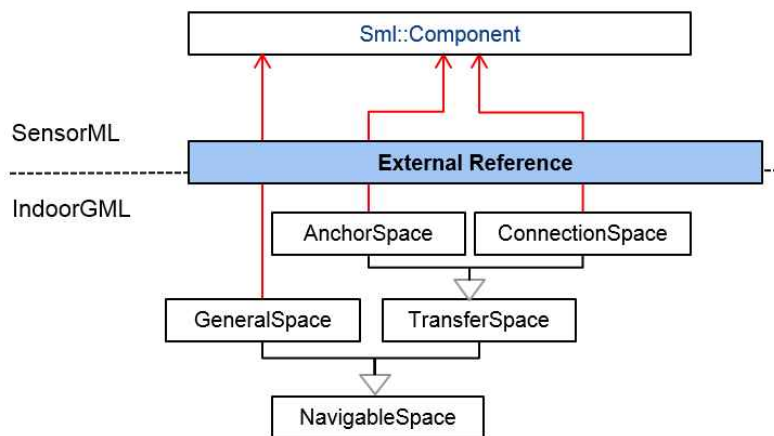 Sml::Component
SensorML
External Reference
IndoorGML
AnchorSpace
ConnectionSpace
GeneralSpace
TransferSpace
NavigableSpace